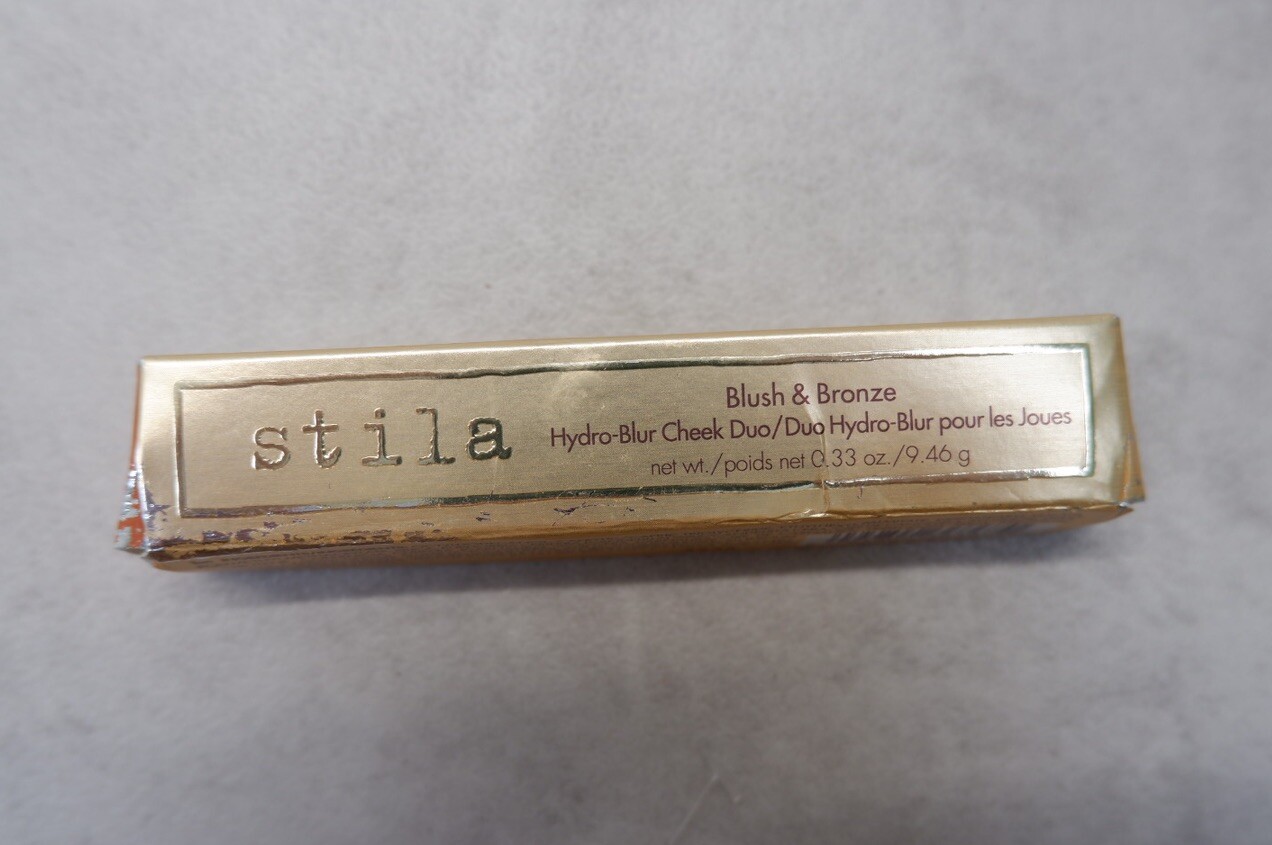 stila
Blush & Bronze
Hydro-Blur Cheek Duo/Duo Hydro-Blur pour les Joues
net wt./poids net 0.33 oz./9.46 g